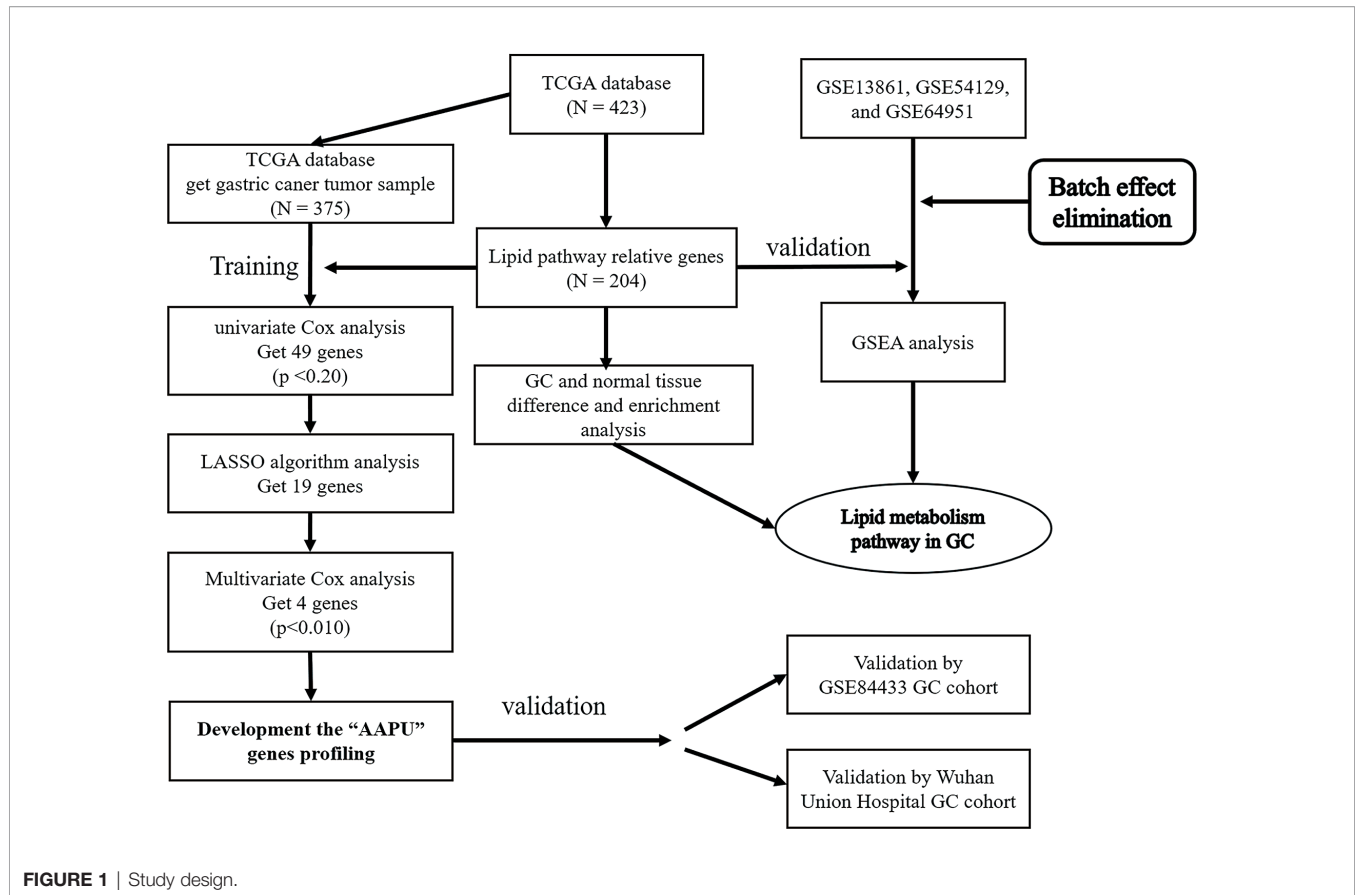 TCGA database
(N = 423)
GSE13861, GSE54129,
and GSE64951
TCGA database
get gastric caner tumor sample
(N = 375)
Batch effect
elimination
Training
Lipid pathway relative genes
(N = 204)
validation
univariate Cox analysis
Get 49 genes
(p <0.20)
GSEA analysis
GC and normal tissue
difference and enrichment
analysis
LASSO algorithm analysis
Get 19 genes
Lipid metabolism
pathway in GC
Multivariate Cox analysis
Get 4 genes
(p<0.010)
Development the “AAPU”
genes profiling
validation
Validation by
GSE84433 GC cohort
Validation by Wuhan
Union Hospital GC cohort
FIGURE 1 | Study design.